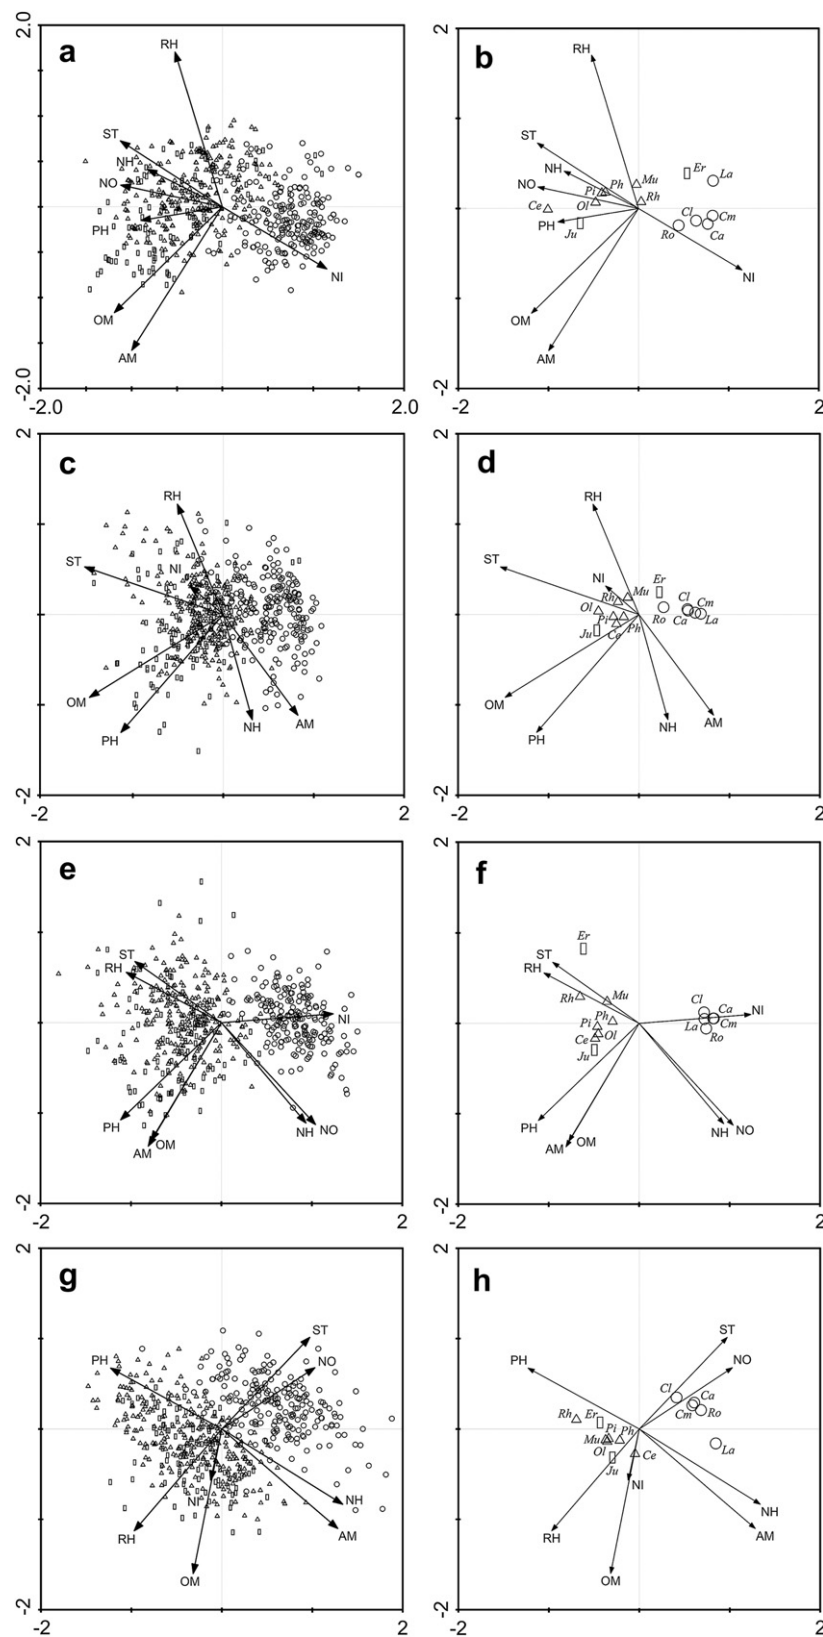 2.0
a
RH
ST
NH
NO
PH
NI
OM
AM
-2.0
-2.0
2.0
2
b
RH
ST
NH
NO
Pi
Ph
Mu
Er
La
Rh
Ce
Ol
Cl
Cm
PH
Ju
Ro
Ca
NI
OM
AM
-2
-2
2
2
c
RH
ST
NI
OM
PH
NH
AM
-2
-2
2
2
d
RH
ST
NI
Er
Rh
Mu
Cl
Cm
Ol
Pi
Ro
Ca
La
Ju
Ce
Ph
OM
PH
NH
AM
-2
-2
2
2
e
ST
RH
NI
PH
AM
OM
NH
NO
-2
-2
2
2
f
Er
ST
RH
Rh
Mu
Cl
Ca
NI
Pi
Ph
La
Cm
Ce
Ol
Ro
Ju
PH
AM
OM
NH
NO
-2
-2
2
2
g
ST
PH
NO
NI
NH
RH
AM
OM
-2
-2
2
2
h
ST
PH
NO
Cl
Ca
Rh
Er
Cm
Ro
Pi
Ph
Mu
Ol
La
Ju
Ce
NI
NH
RH
AM
OM
-2
-2
2